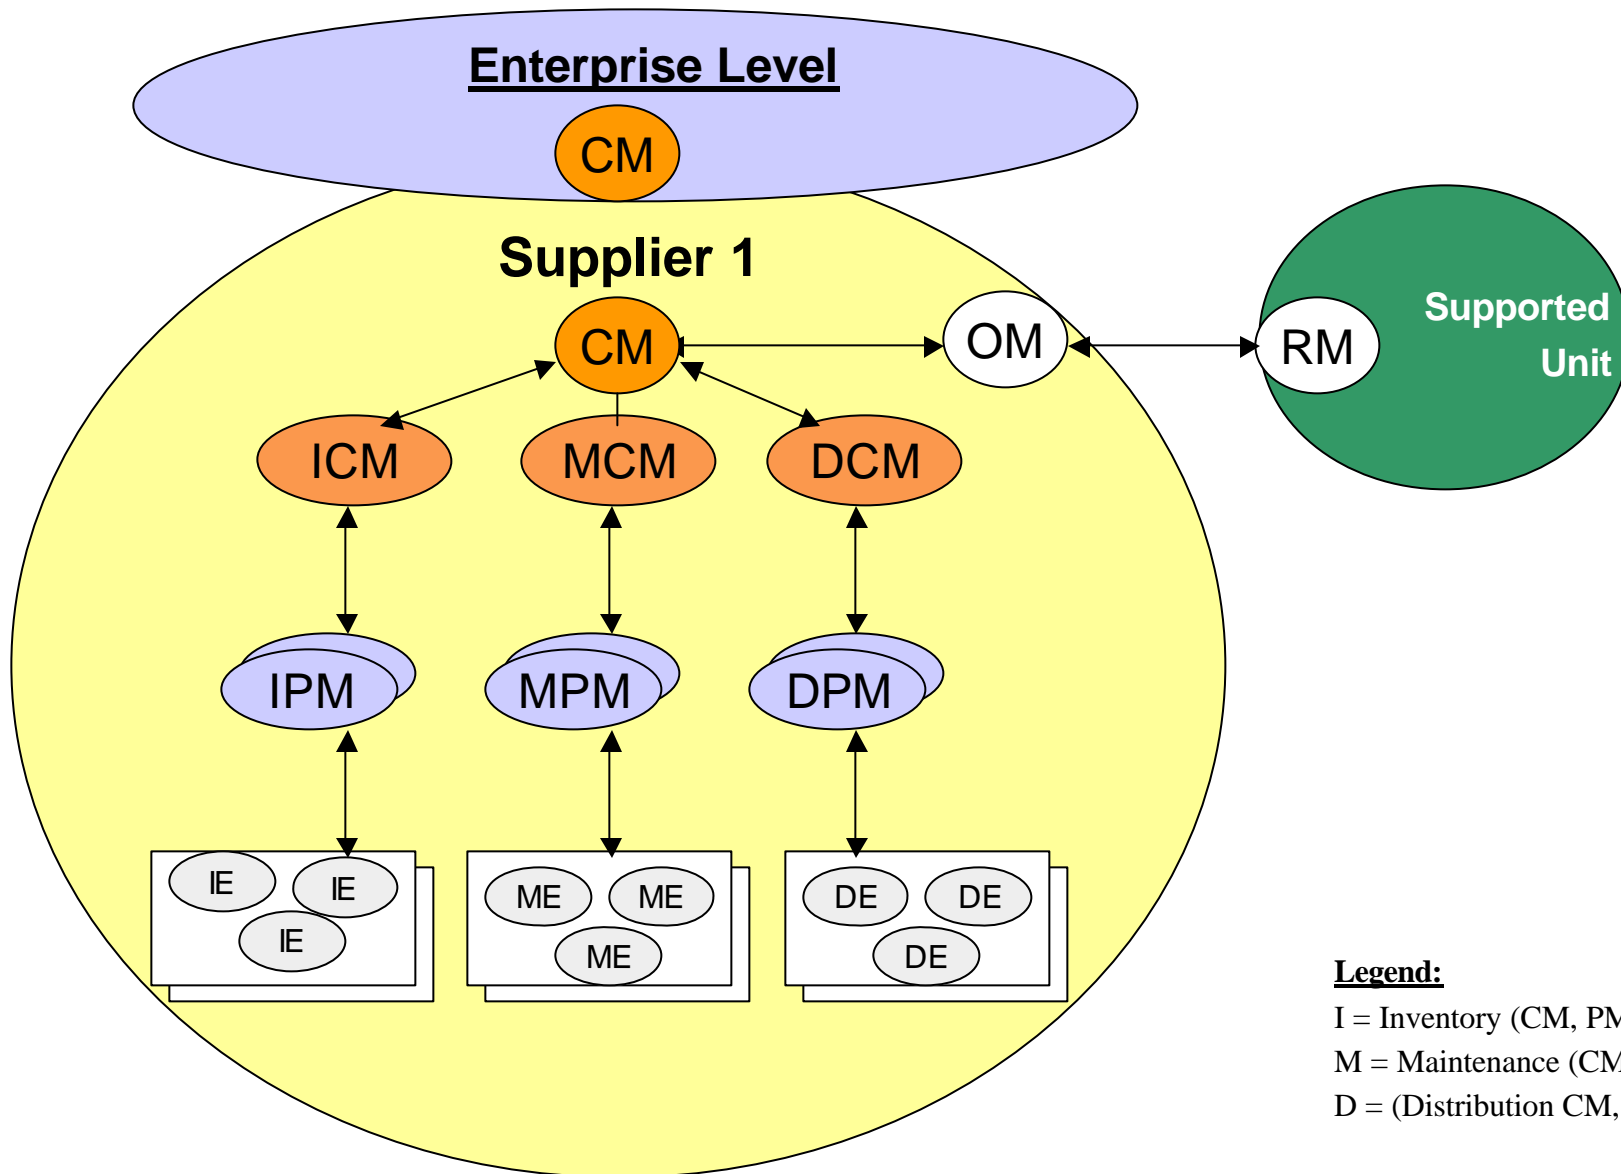 Enterprise Level
CM
Supplier 1
CM
OM
RM
Supported
Unit
ICM
MCM
DCM
IPM
MPM
DPM
IE
IE
IE
ME
ME
ME
DE
DE
DE
Legend:
I = Inventory (CM, PM
M = Maintenance (CM
D = (Distribution CM,